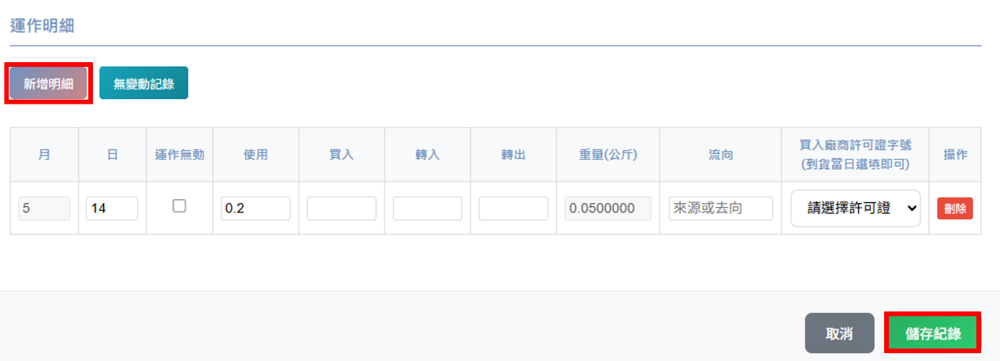 運作明細
新增明細 無變動記錄
月 日 運作無動 使用 買入 轉入 轉出 重量(公斤) 流向 買入廠商許可證字號 操作
(到貨當日選填即可)
5 14 0.2 0.0500000 來源或去向 請選擇許可證 刪除
取消 儲存紀錄